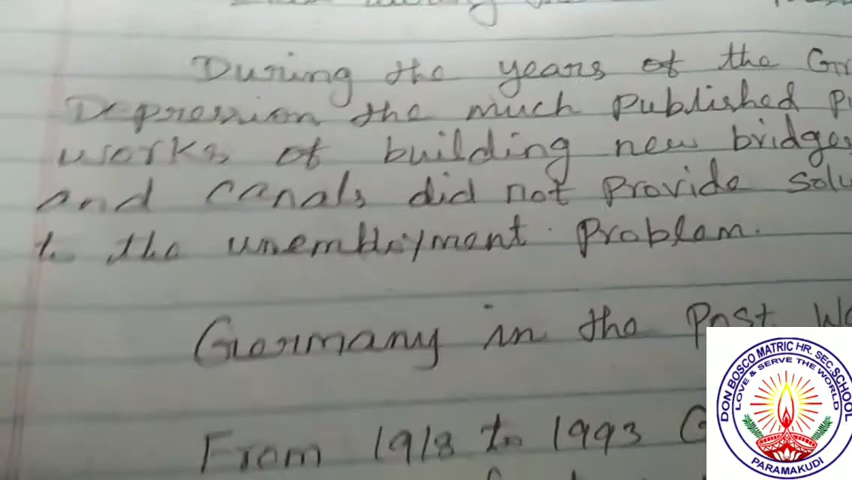 During the years of the
Depression the much published
works of building new bridges
and canals did not provide
to the unemployment Problem.
Germany in the Post
From 1918 to 1993
DON BOSCO MATRIC HR. SEC. SCHOOL
LOVE & SERVE THE WORLD
PARAMAKUDI